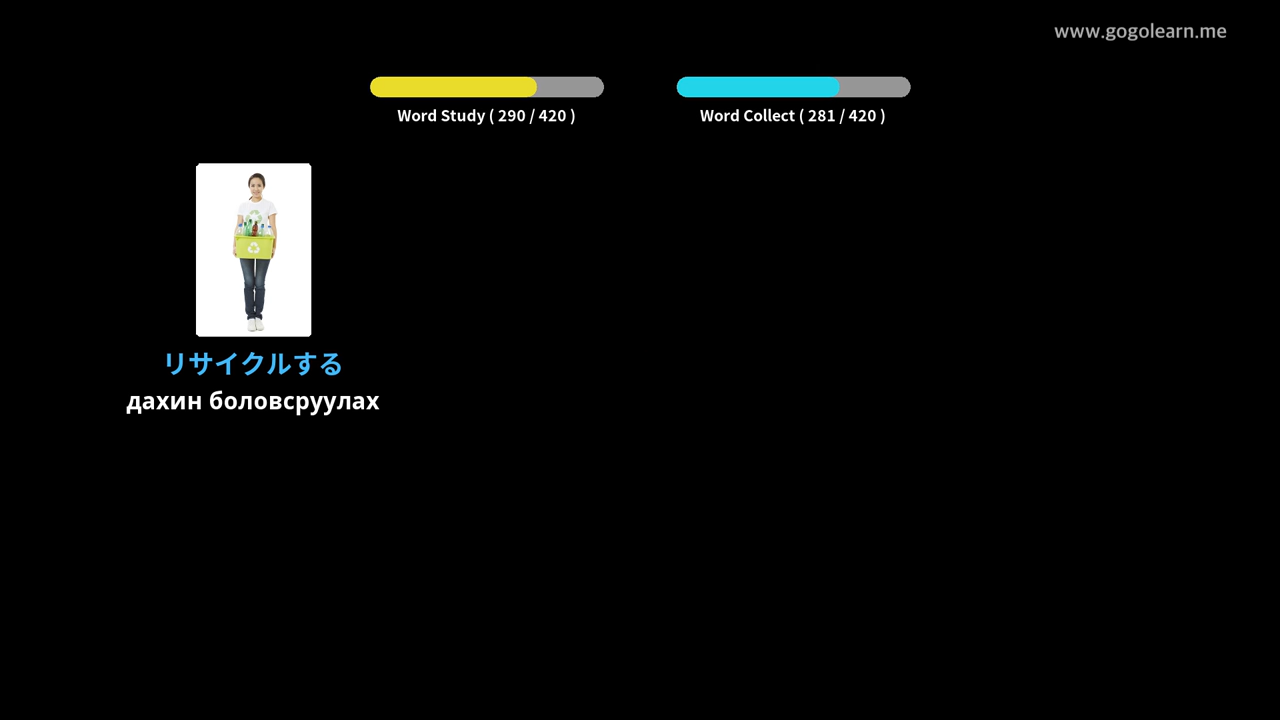 www.gogolearn.me
Word Study ( 290 / 420 )
Word Collect ( 281 / 420 )
リサイクルする
дахин боловсруулах